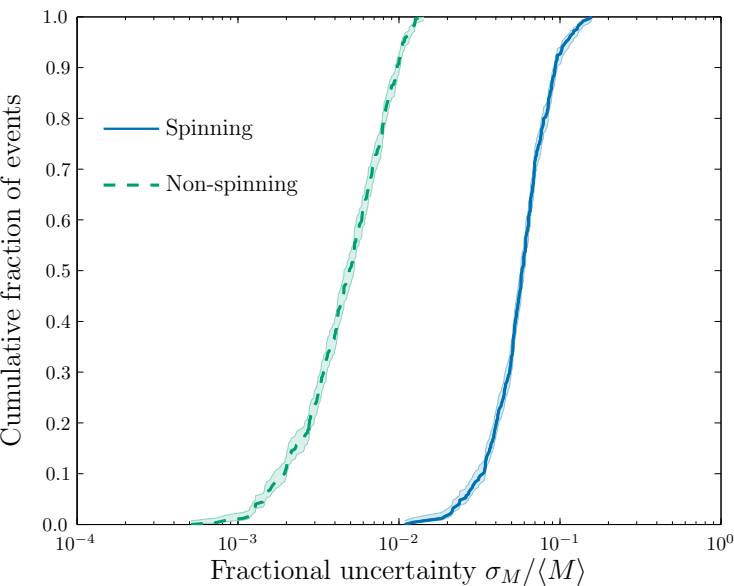 Cumulative fraction of events
1.0
0.9
0.8
0.7
0.6
0.5
0.4
0.3
0.2
0.1
0.0
Spinning
Non-spinning
10⁻⁴ 10⁻³ 10⁻² 10⁻¹ 10⁰
Fractional uncertainty σ_M/⟨M⟩